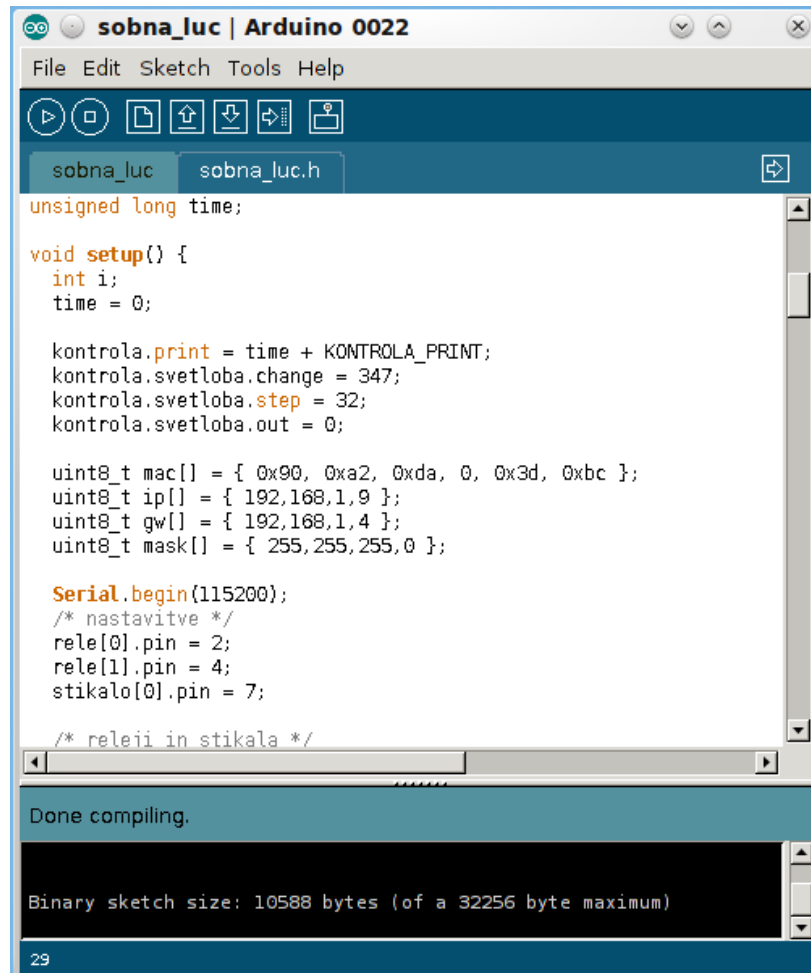 sobna_luc | Arduino 0022
File Edit Sketch Tools Help
sobna_luc sobna_luc.h
unsigned long time;
void setup() {
int i;
time = 0;
kontrola.print = time + KONTROLA_PRINT;
kontrola.svetloba.change = 347;
kontrola.svetloba.step = 32;
kontrola.svetloba.out = 0;
uint8_t mac[] = { 0x90, 0xa2, 0xda, 0, 0x3d, 0xbc };
uint8_t ip[] = { 192,168,1,9 };
uint8_t gw[] = { 192,168,1,4 };
uint8_t mask[] = { 255,255,255,0 };
Serial.begin(115200);
/* nastavitve */
rele[0].pin = 2;
rele[1].pin = 4;
stikalo[0].pin = 7;
/* releji in stikala */
Done compiling.
Binary sketch size: 10588 bytes (of a 32256 byte maximum)
29